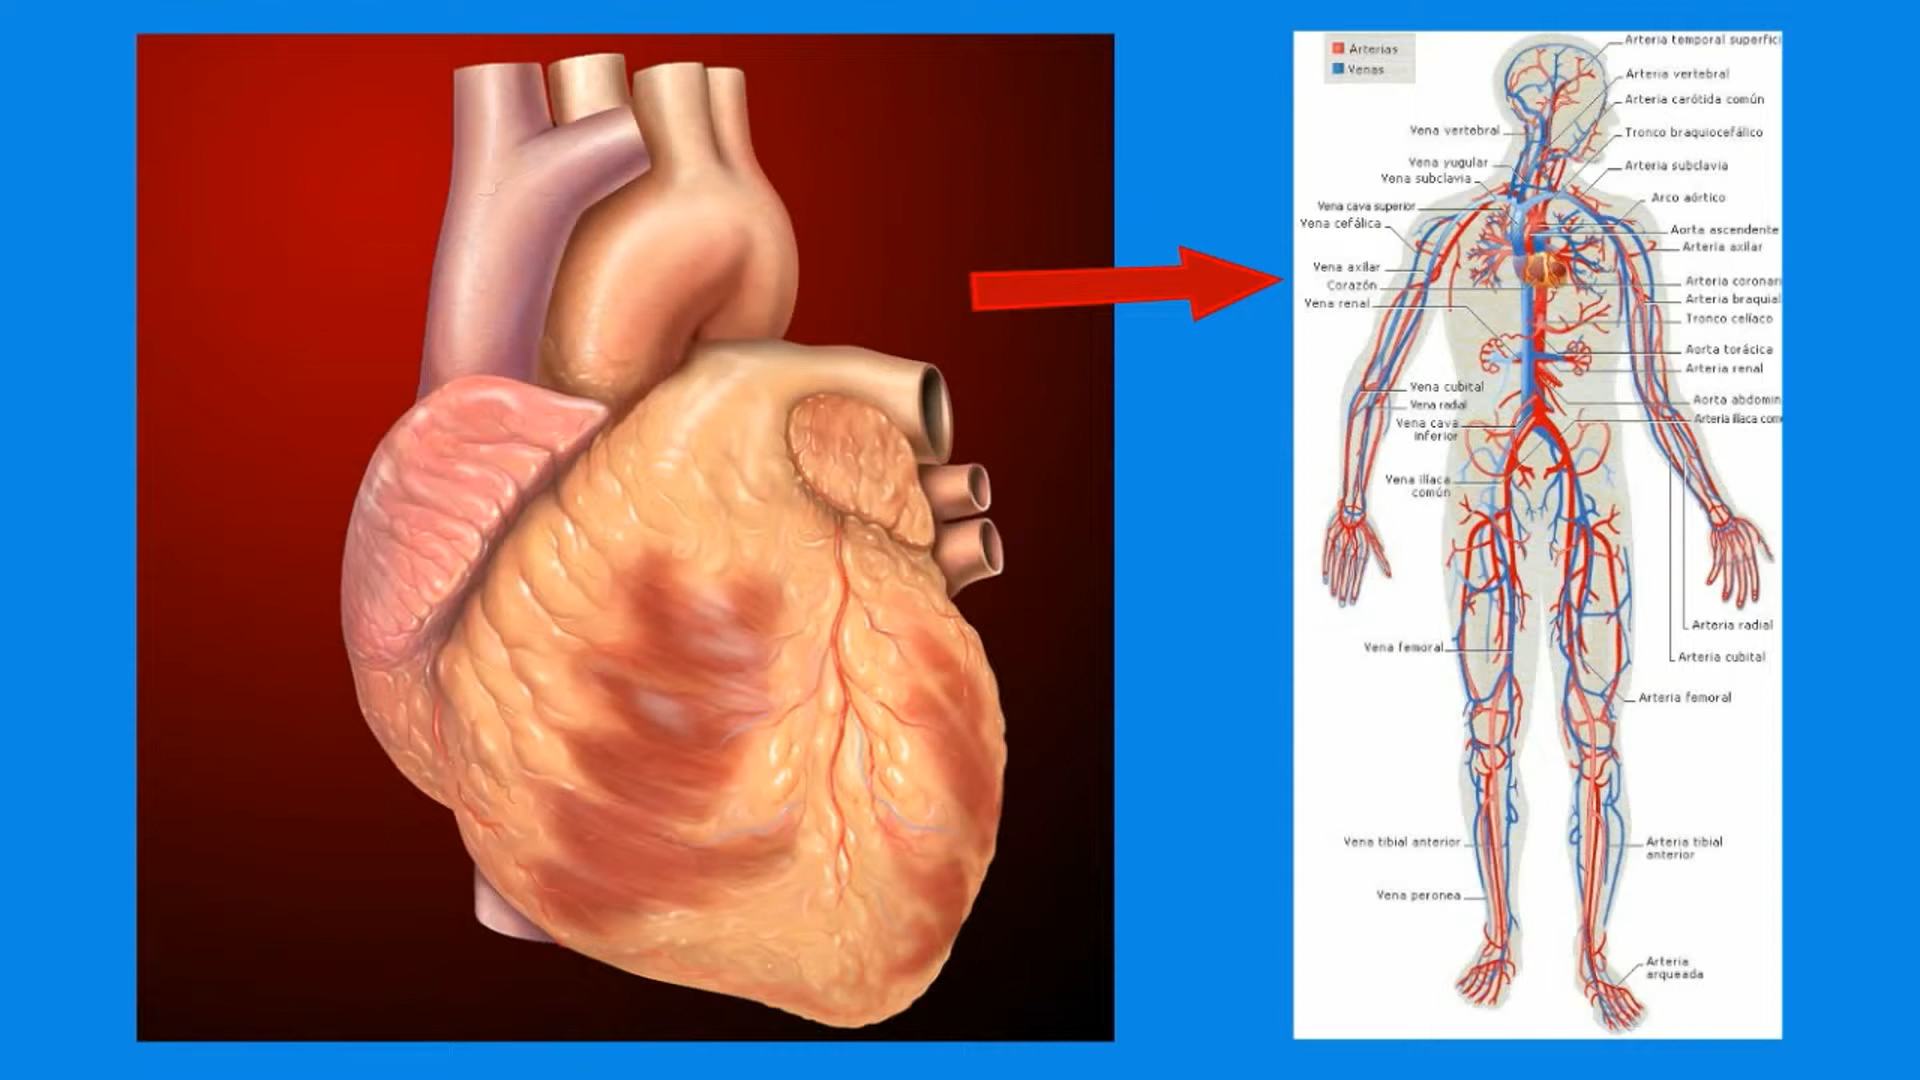 Arterias
Venas
Arteria temporal superfici
Arteria vertebral
Arteria carótida común
Tronco braquiocefálico
Arteria subclavia
Arco aórtico
Aorta ascendente
Arteria axilar
Arteria coronari
Arteria braquial
Tronco celíaco
Aorta torácica
Arteria renal
Aorta abdomin
Arteria ilíaca com
Arteria radial
Arteria cubital
Arteria femoral
Arteria tibial
anterior
Arteria
arqueada
Vena vertebral
Vena yugular
Vena subclavia
Vena cava superior
Vena cefálica
Vena axilar
Corazón
Vena renal
Vena cubital
Vena radial
Vena cava
inferior
Vena ilíaca
común
Vena femoral
Vena tibial anterior
Vena peronea